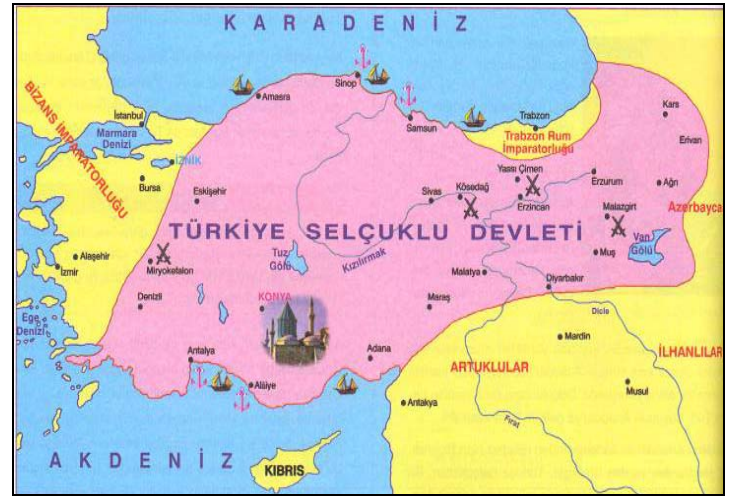 KARADENİZ
Sinop
Amasra
Samsun
Trabzon
Trabzon Rum
İmparatorluğu
Kars
Erivan
BİZANS İMPARATORLUĞU
İstanbul
Marmara
Denizi
İZNİK
Bursa
Eskişehir
Sivas
Kösedağ
Yassı Çimen
Erzincan
Erzurum
Ağrı
Malazgirt
Azerbayca
TÜRKİYE SELÇUKLU DEVLETİ
Van
Gölü
Muş
Alaşehir
İzmir
Miryokefalon
Tuz
Gölü
Kızılırmak
Malatya
Diyarbakır
Denizli
KONYA
Maraş
Dicle
Ege
Denizi
Mardin
Antalya
Adana
ARTUKLULAR
İLHANLILAR
Alaiye
Musul
Antakya
Fırat
AKDENİZ
KIBRIS